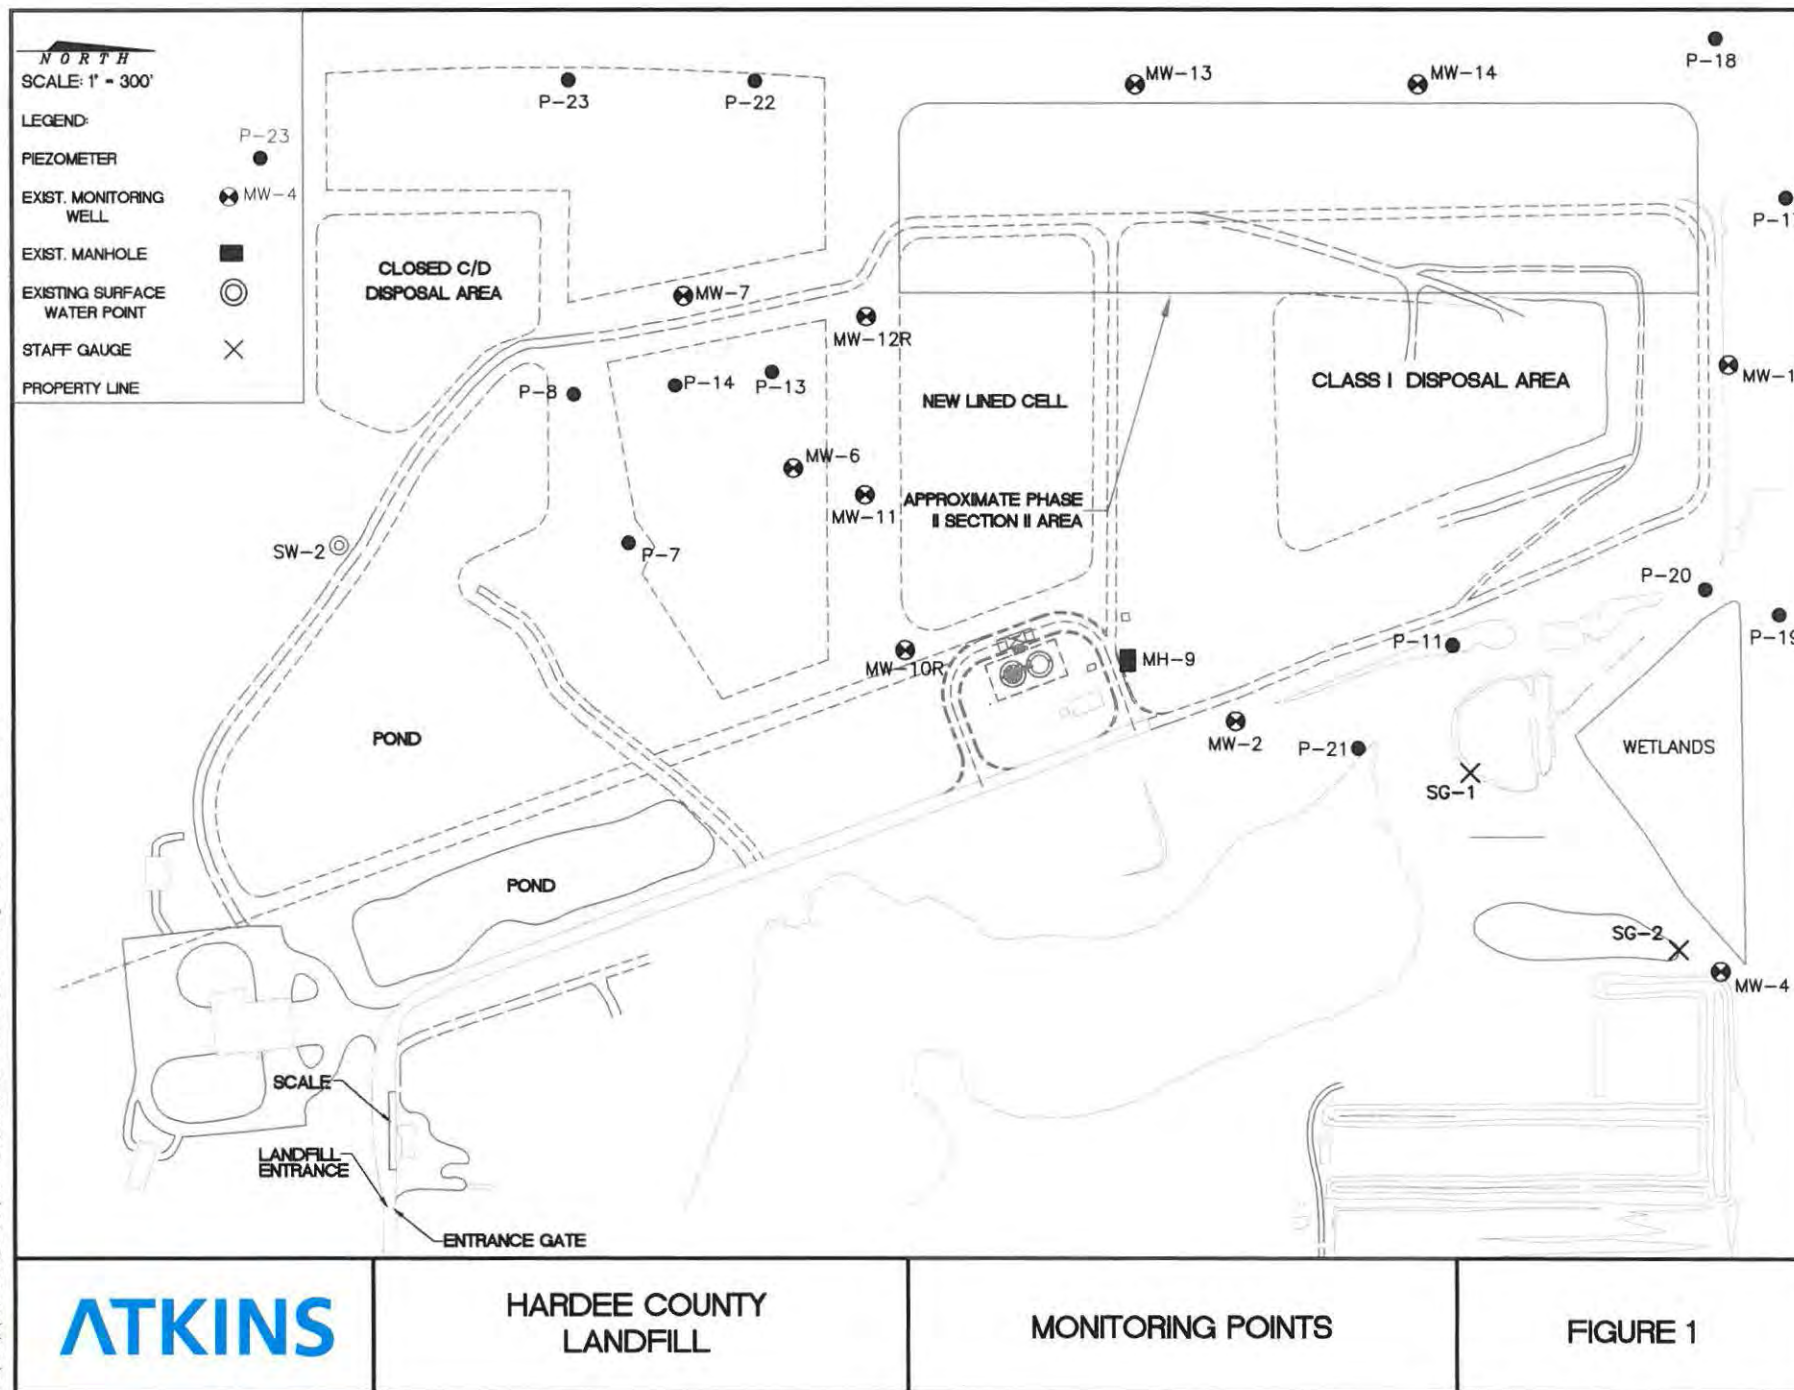 NORTH
SCALE: 1" = 300'
LEGEND:
P-23
PIEZOMETER
EXIST. MONITORING
WELL
MW-4
EXIST. MANHOLE
EXISTING SURFACE
WATER POINT
STAFF GAUGE
PROPERTY LINE
P-23
P-22
MW-13
MW-14
P-18
P-17
CLOSED C/D
DISPOSAL AREA
MW-7
MW-12R
P-8
P-14
P-13
NEW LINED CELL
CLASS I DISPOSAL AREA
MW-1
MW-6
MW-11
APPROXIMATE PHASE
II SECTION II AREA
SW-2
P-7
P-20
P-19
P-11
MW-10R
MH-9
POND
MW-2
P-21
WETLANDS
SG-1
POND
SG-2
MW-4
SCALE
LANDFILL
ENTRANCE
ENTRANCE GATE
ATKINS
HARDEE COUNTY
LANDFILL
MONITORING POINTS
FIGURE 1